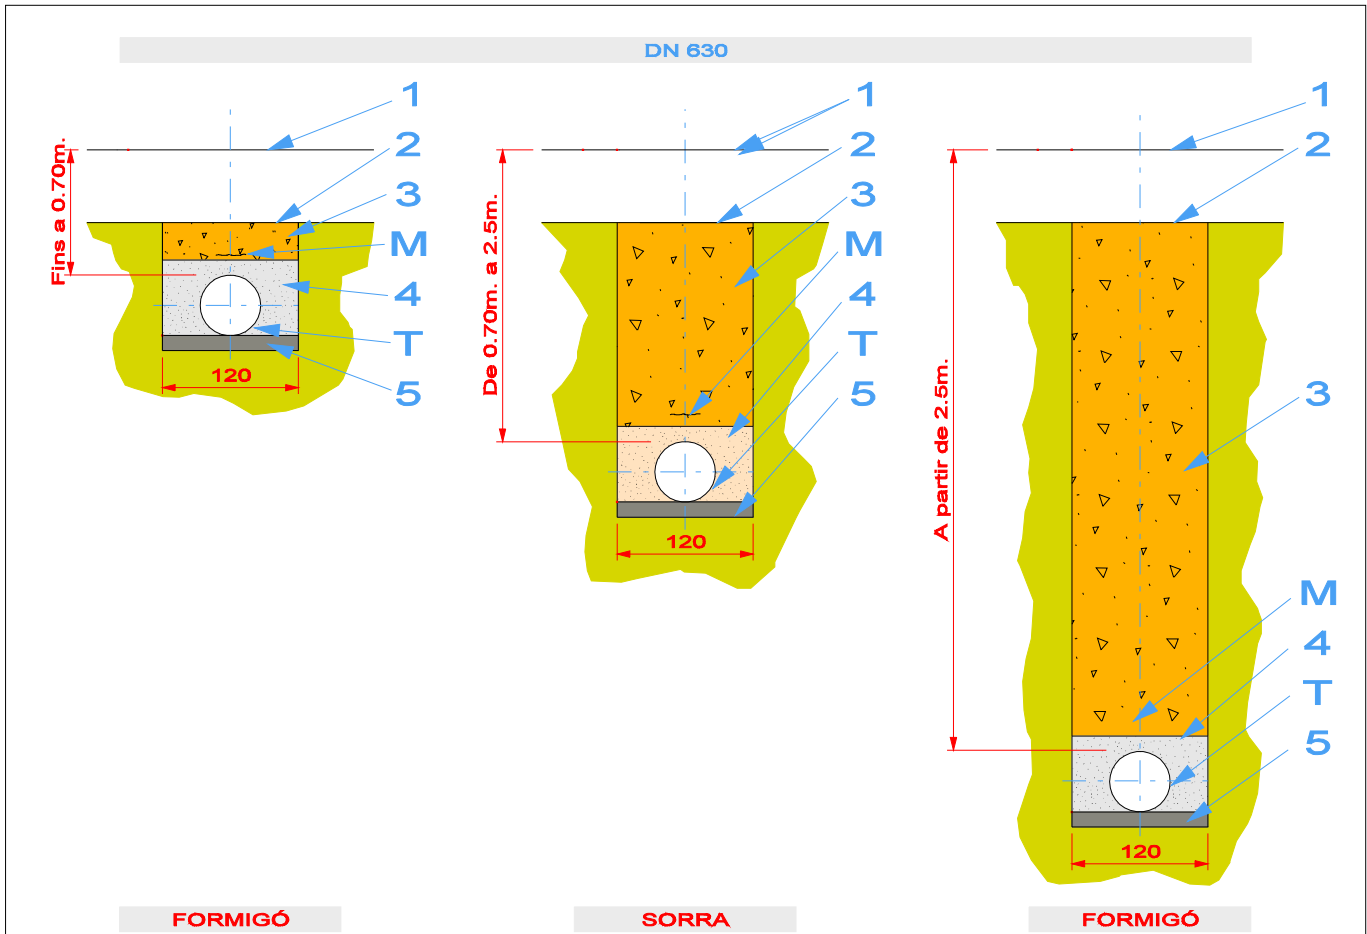 DN 630
1
2
3
M
4
T
5
Fins a 0.70m.
120
FORMIGÓ
1
2
3
M
4
T
5
De 0.70m. a 2.5m.
120
SORRA
1
2
3
M
4
T
5
A partir de 2.5m.
120
FORMIGÓ